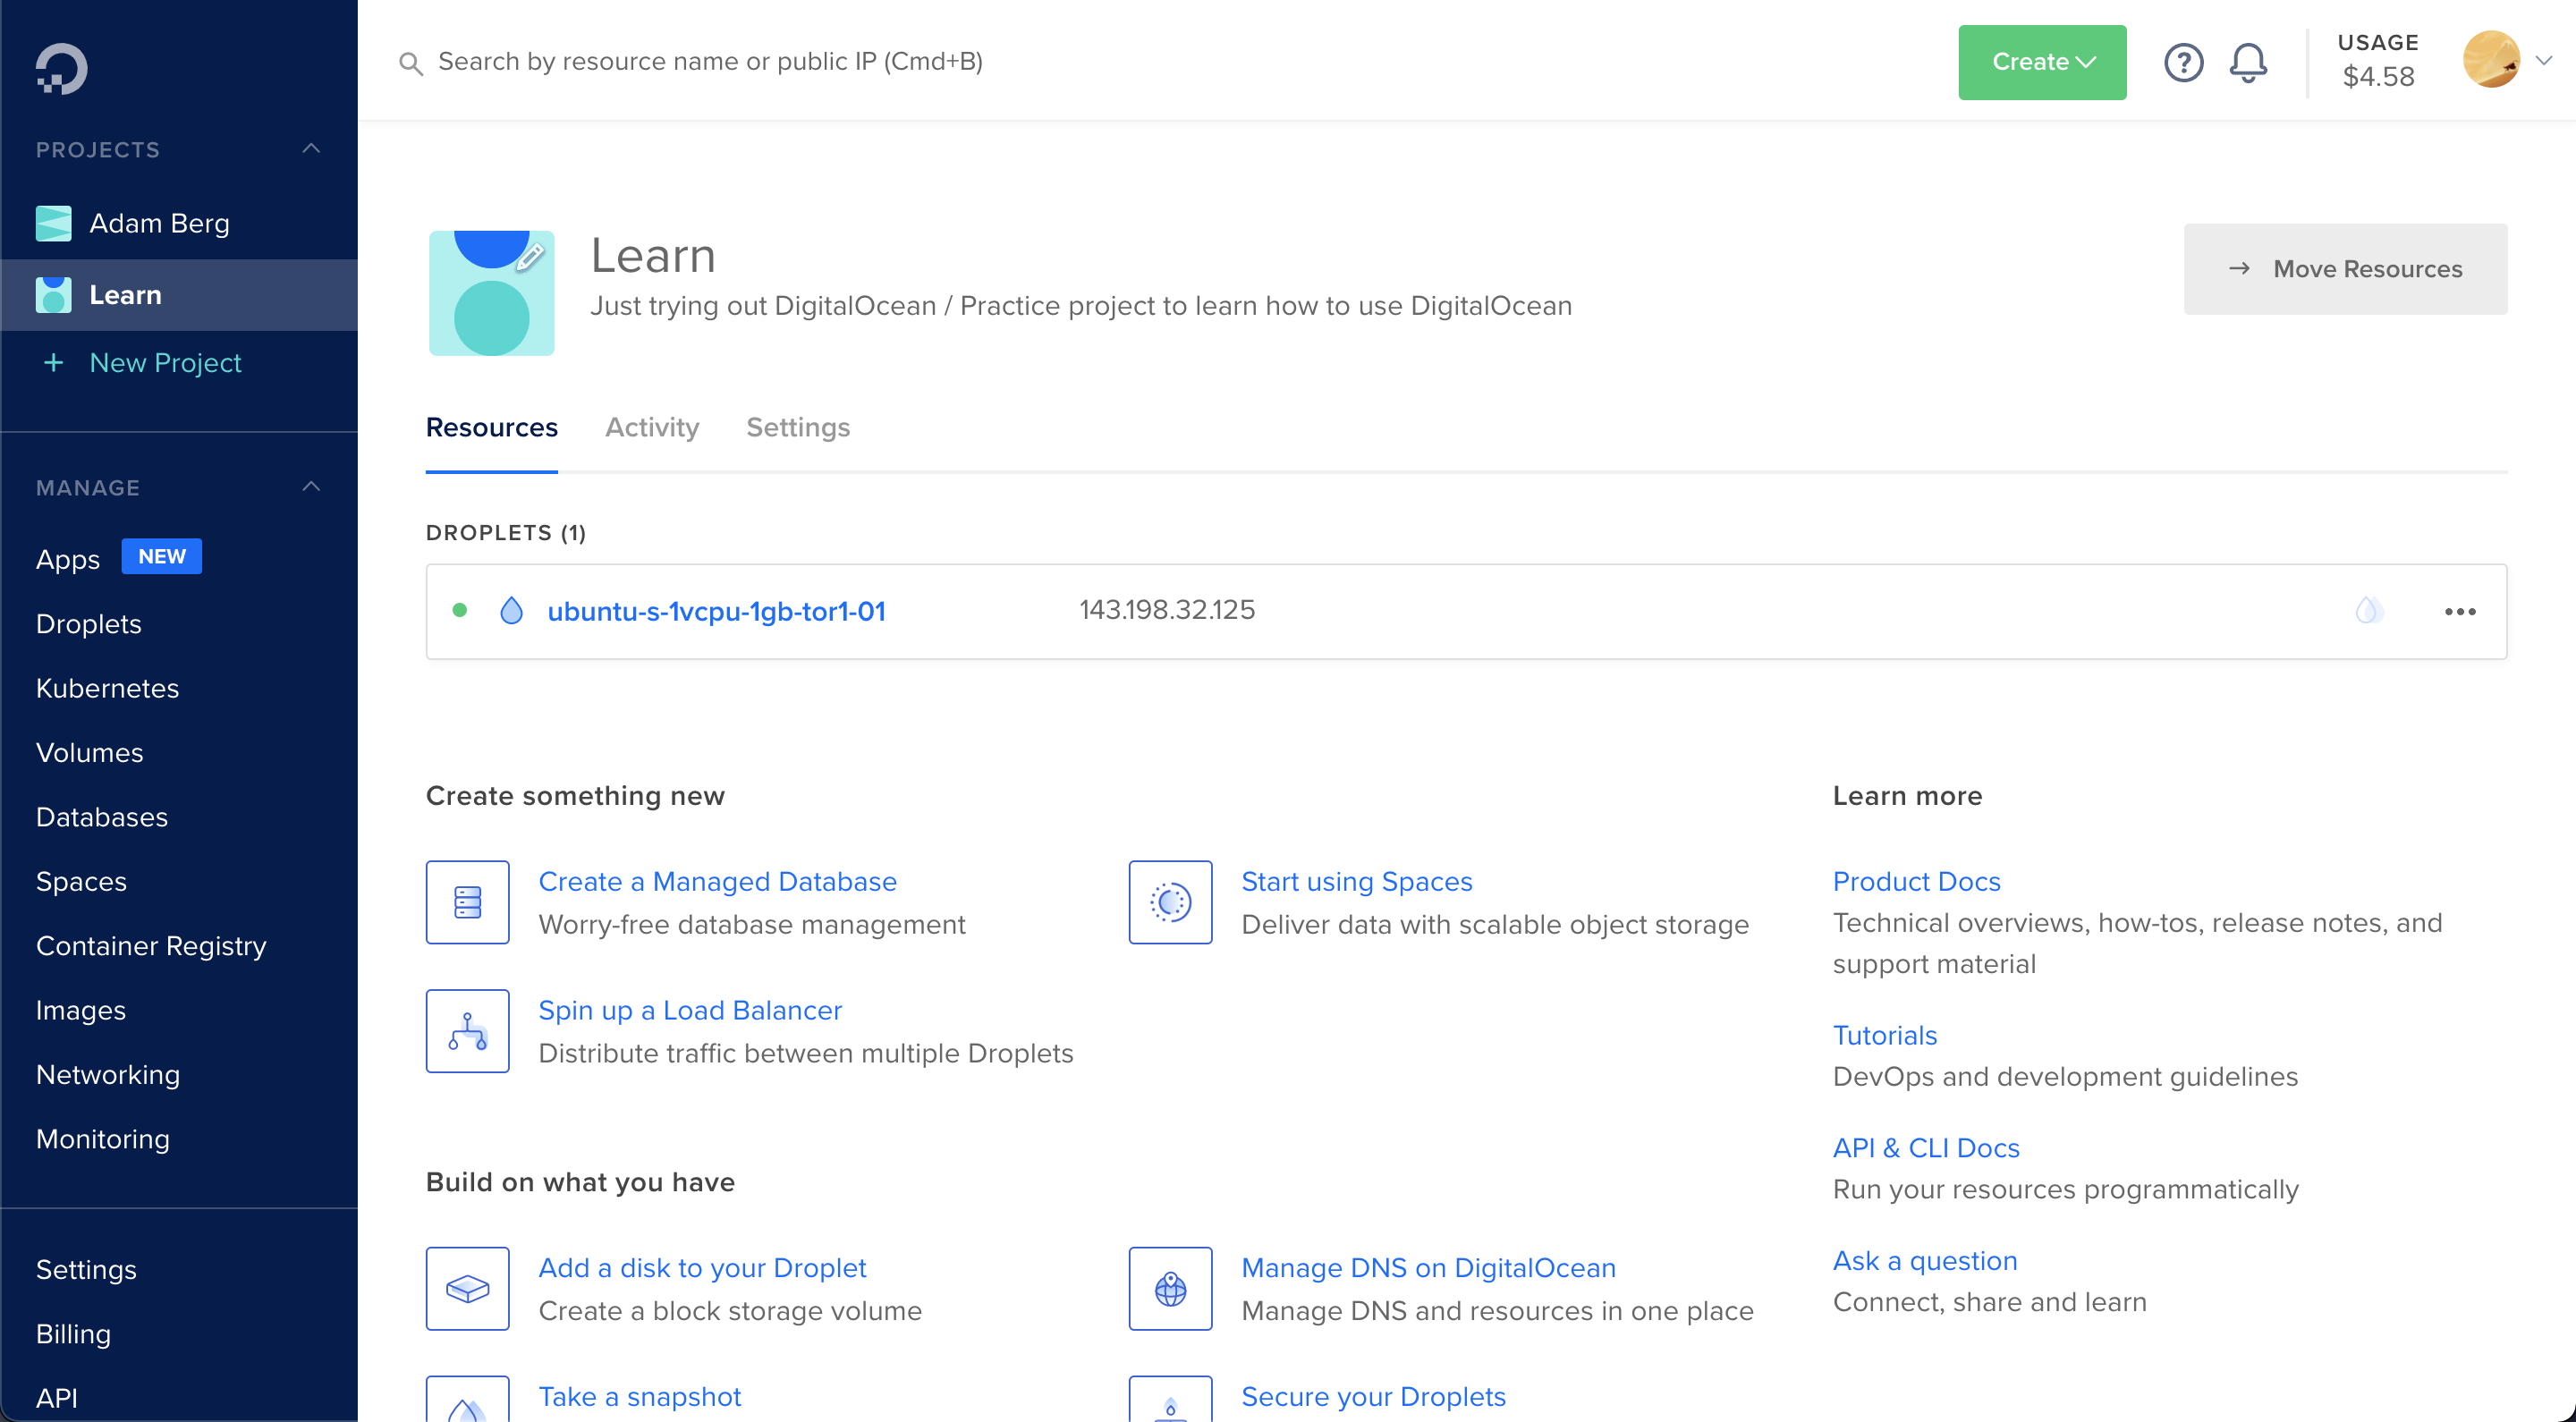 Search by resource name or public IP (Cmd+B)
Create
?
USAGE
$4.58
PROJECTS
Adam Berg
Learn
+ New Project
MANAGE
Apps NEW
Droplets
Kubernetes
Volumes
Databases
Spaces
Container Registry
Images
Networking
Monitoring
Settings
Billing
API
Learn
Just trying out DigitalOcean / Practice project to learn how to use DigitalOcean
→ Move Resources
Resources Activity Settings
DROPLETS (1)
ubuntu-s-1vcpu-1gb-tor1-01 143.198.32.125
Create something new
Create a Managed Database
Worry-free database management
Start using Spaces
Deliver data with scalable object storage
Spin up a Load Balancer
Distribute traffic between multiple Droplets
Build on what you have
Add a disk to your Droplet
Create a block storage volume
Manage DNS on DigitalOcean
Manage DNS and resources in one place
Take a snapshot
Secure your Droplets
Learn more
Product Docs
Technical overviews, how-tos, release notes, and
support material
Tutorials
DevOps and development guidelines
API & CLI Docs
Run your resources programmatically
Ask a question
Connect, share and learn